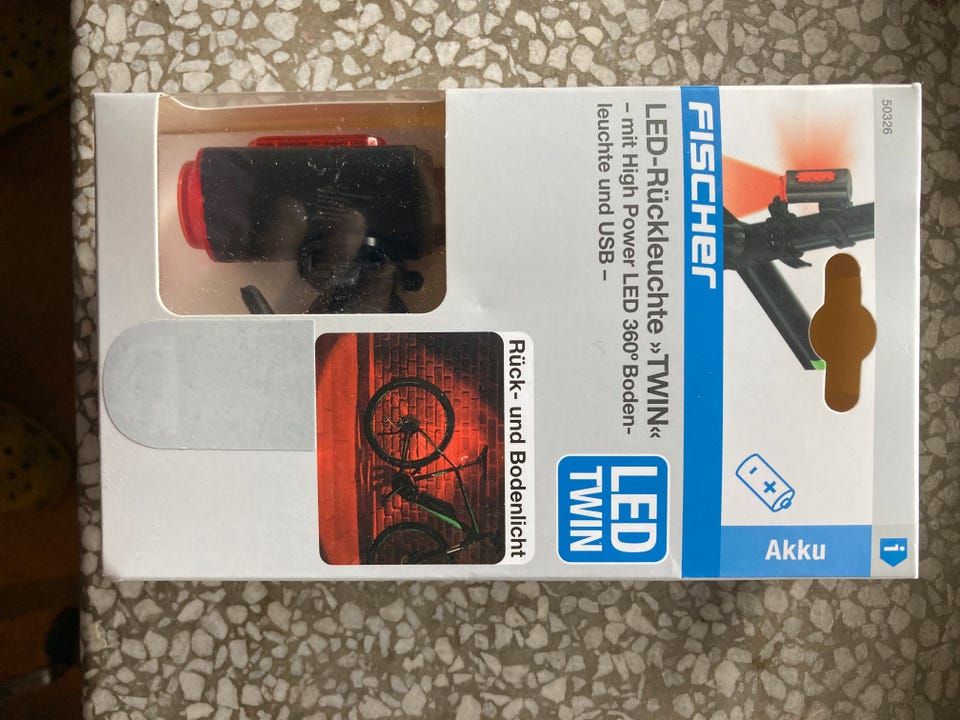 50326
FISCHER
LED-Rückleuchte »TWIN«
– mit High Power LED 360° Boden-
leuchte und USB –
Akku
i
LED
TWIN
Rück- und Bodenlicht